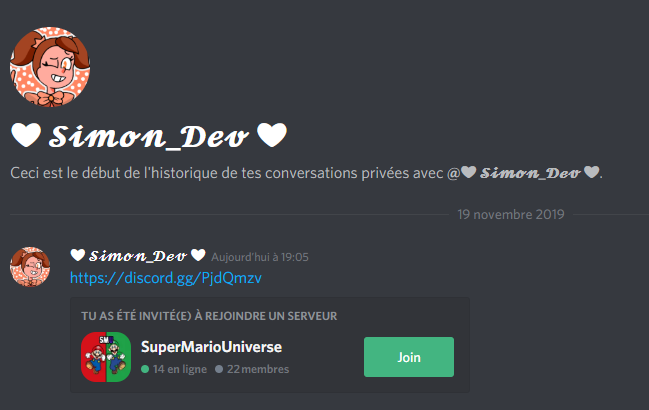 🤍 Simon_Dev 🤍
Ceci est le début de l'historique de tes conversations privées avec @🤍 Simon_Dev 🤍.
19 novembre 2019
🤍 Simon_Dev 🤍 Aujourd'hui à 19:05
https://discord.gg/PjdQmzv
TU AS ÉTÉ INVITÉ(E) À REJOINDRE UN SERVEUR
SM
SuperMarioUniverse
14 en ligne 22 membres
Join